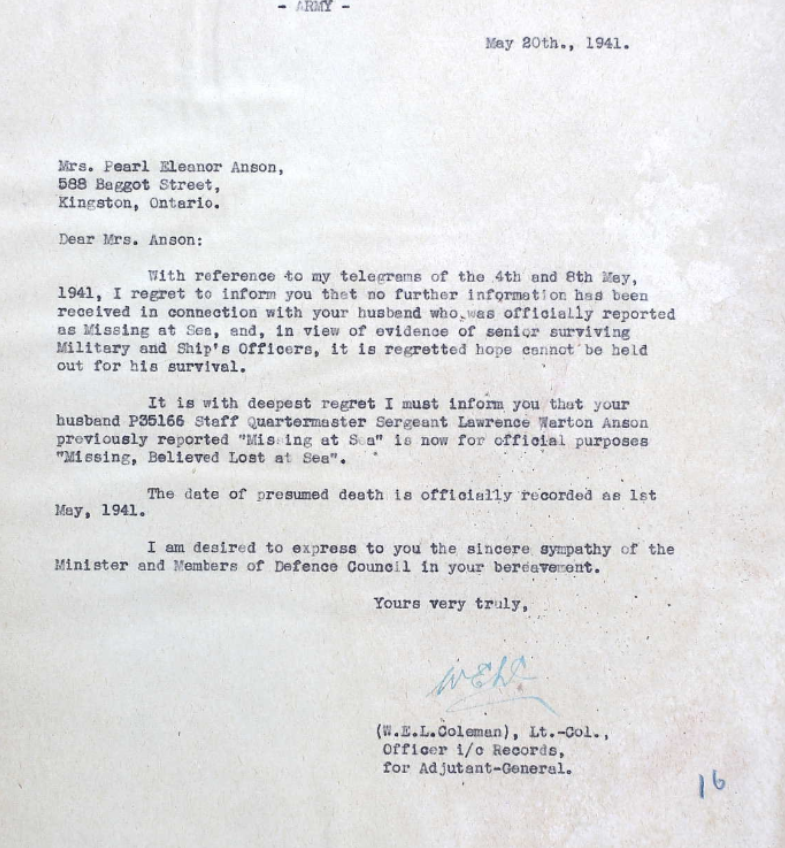 - ARMY -
May 20th., 1941.
Mrs. Pearl Eleanor Anson,
588 Baggot Street,
Kingston, Ontario.
Dear Mrs. Anson:
With reference to my telegrams of the 4th and 8th May,
1941, I regret to inform you that no further information has been
received in connection with your husband who was officially reported
as Missing at Sea, and, in view of evidence of senior surviving
Military and Ship's Officers, it is regretted hope cannot be held
out for his survival.
It is with deepest regret I must inform you that your
husband P35166 Staff Quartermaster Sergeant Lawrence Warton Anson
previously reported "Missing at Sea" is now for official purposes
"Missing, Believed Lost at Sea".
The date of presumed death is officially recorded as 1st
May, 1941.
I am desired to express to you the sincere sympathy of the
Minister and Members of Defence Council in your bereavement.
Yours very truly,
(W.E.L.Coleman), Lt.-Col.,
Officer i/c Records,
for Adjutant-General.
16